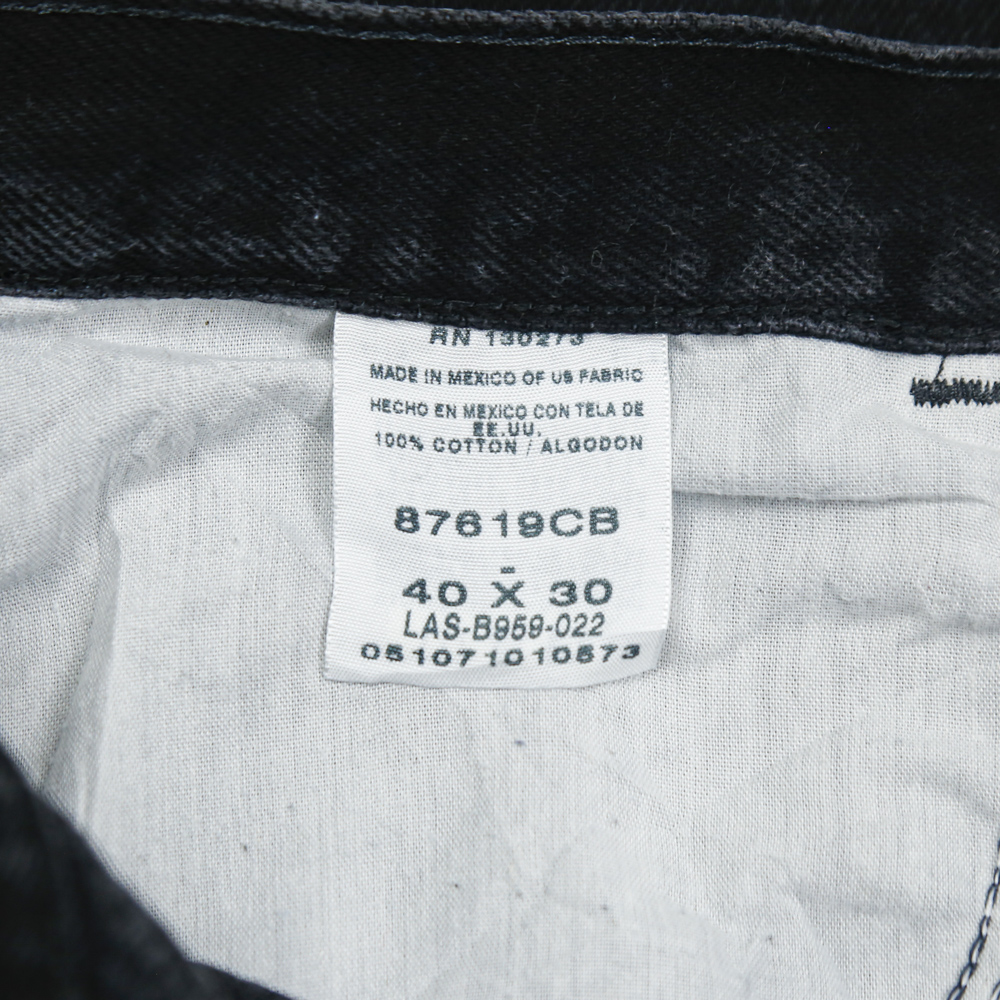 RN 130273
MADE IN MEXICO OF US FABRIC
HECHO EN MEXICO CON TELA DE
EE.UU.
100% COTTON / ALGODON
87619CB
-
40 X 30
LAS-B959-022
051071010873